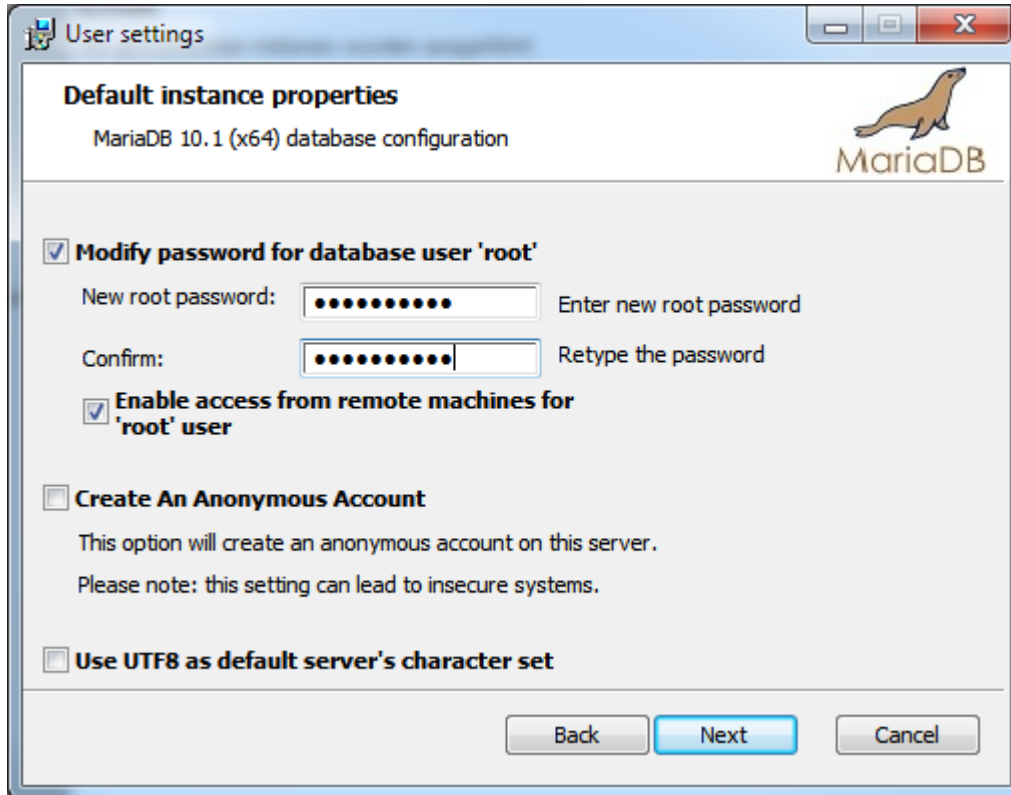 User settings
Default instance properties
MariaDB 10.1 (x64) database configuration
MariaDB
Modify password for database user 'root'
New root password: ●●●●●●●●●● Enter new root password
Confirm: ●●●●●●●●●● Retype the password
Enable access from remote machines for
'root' user
Create An Anonymous Account
This option will create an anonymous account on this server.
Please note: this setting can lead to insecure systems.
Use UTF8 as default server's character set
Back Next Cancel